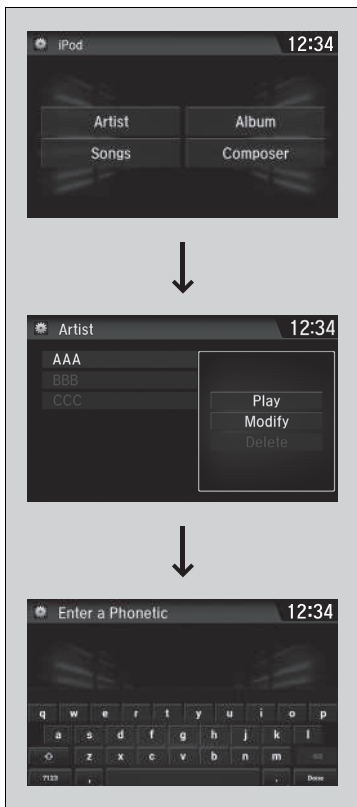 iPod 12:34
Artist Album
Songs Composer
Artist 12:34
AAA
BBB
CCC
Play
Modify
Delete
Enter a Phonetic 12:34
q w e r t y u i o p
a s d f g h j k l
z x c v b n m
?123 , . Done